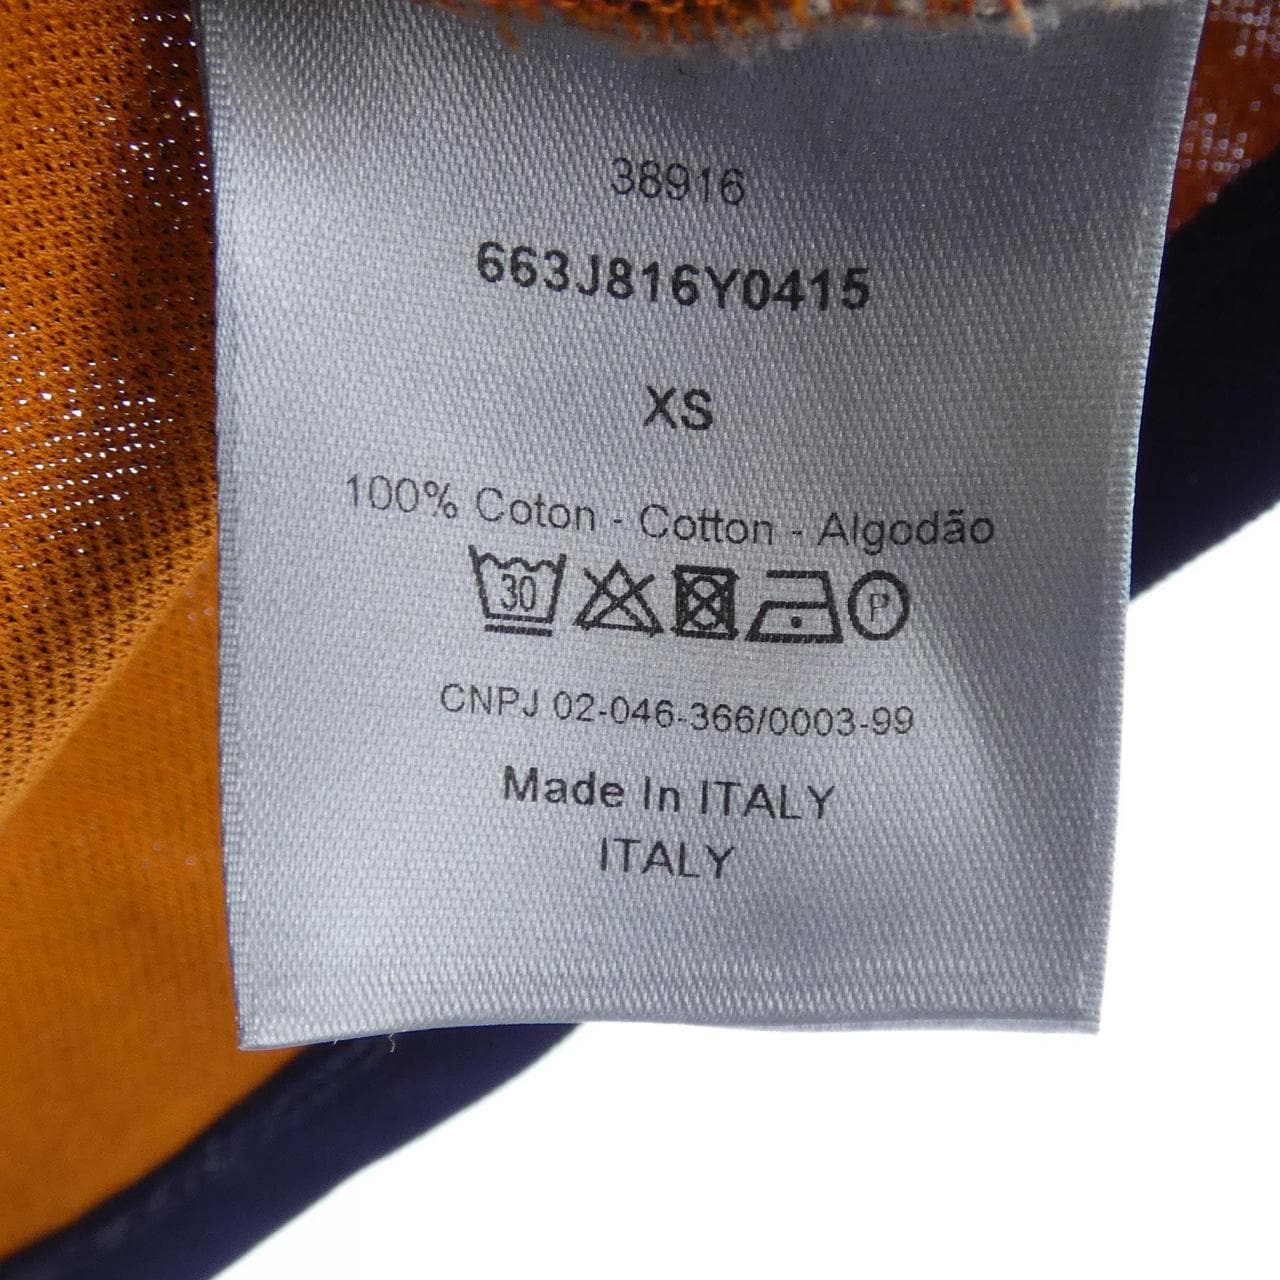 38916
663J816Y0415
XS
100% Coton - Cotton - Algodão
30 P
CNPJ 02-046-366/0003-99
Made In ITALY
ITALY